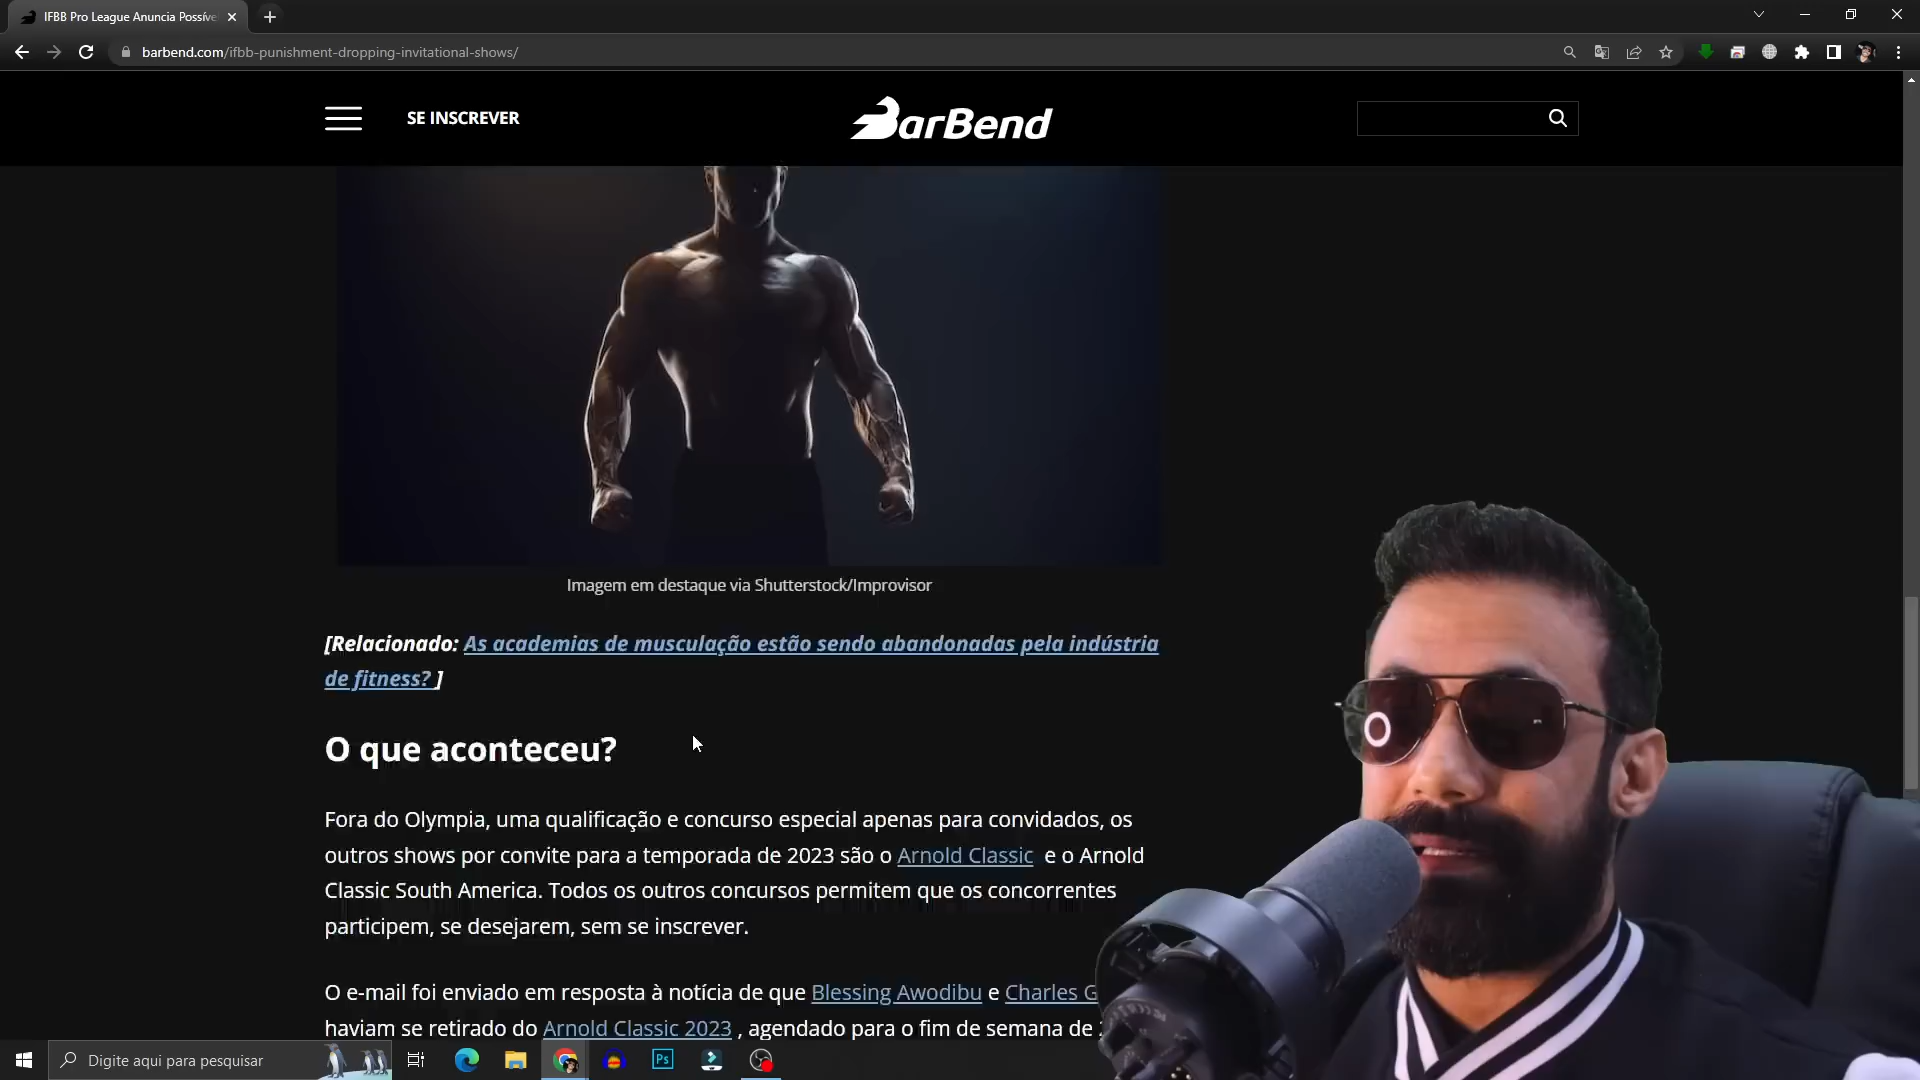 IFBB Pro League Anuncia Possíve
barbend.com/ifbb-punishment-dropping-invitational-shows/
SE INSCREVER
BarBend
Imagem em destaque via Shutterstock/Improvisor
[Relacionado: As academias de musculação estão sendo abandonadas pela indústria
de fitness? ]
O que aconteceu?
Fora do Olympia, uma qualificação e concurso especial apenas para convidados, os
outros shows por convite para a temporada de 2023 são o Arnold Classic e o Arnold
Classic South America. Todos os outros concursos permitem que os concorrentes
participem, se desejarem, sem se inscrever.
O e-mail foi enviado em resposta à notícia de que Blessing Awodibu e Charles G
haviam se retirado do Arnold Classic 2023 , agendado para o fim de semana de
Digite aqui para pesquisar
Ps